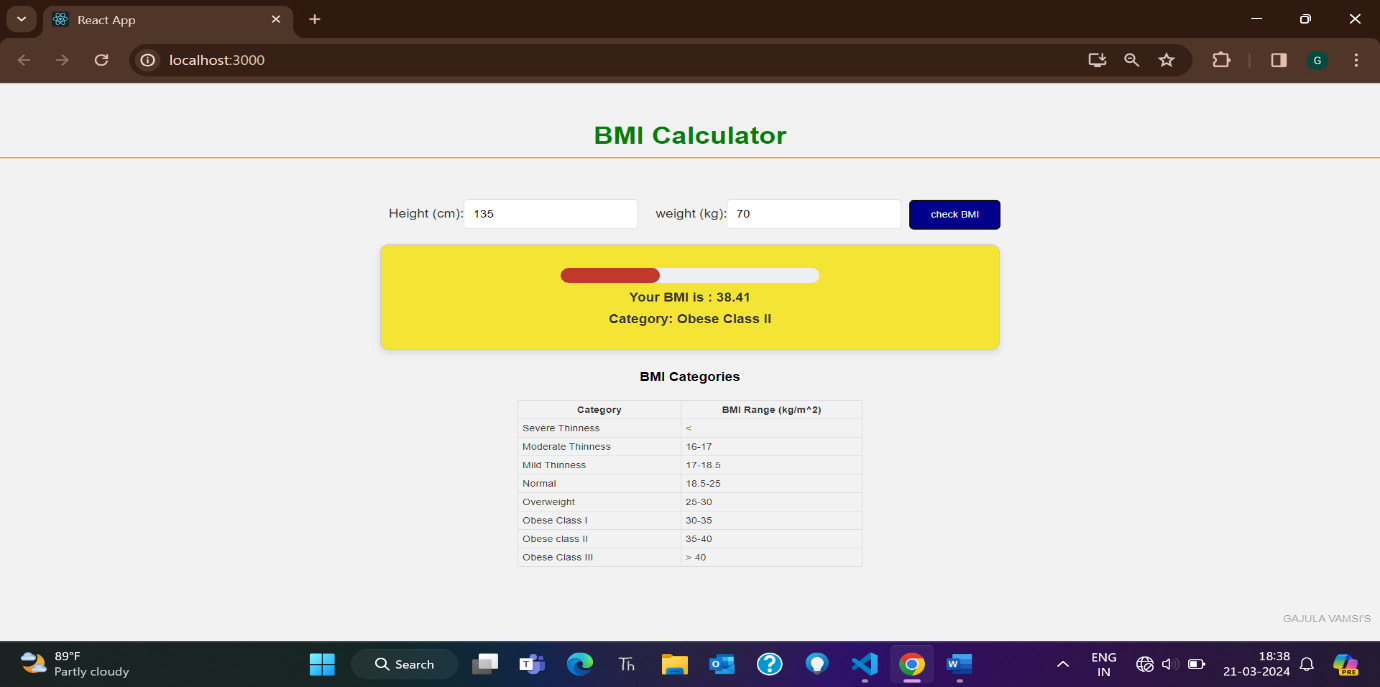 React App
localhost:3000
G
BMI Calculator
Height (cm): 135 weight (kg): 70 check BMI
Your BMI is : 38.41
Category: Obese Class II
BMI Categories
Category BMI Range (kg/m^2)
Severe Thinness <
Moderate Thinness 16-17
Mild Thinness 17-18.5
Normal 18.5-25
Overweight 25-30
Obese Class I 30-35
Obese class II 35-40
Obese Class III > 40
GAJULA VAMSI'S
89°F
Partly cloudy
Search
T
Th
O
?
W
ENG
IN
18:38
21-03-2024
PRE